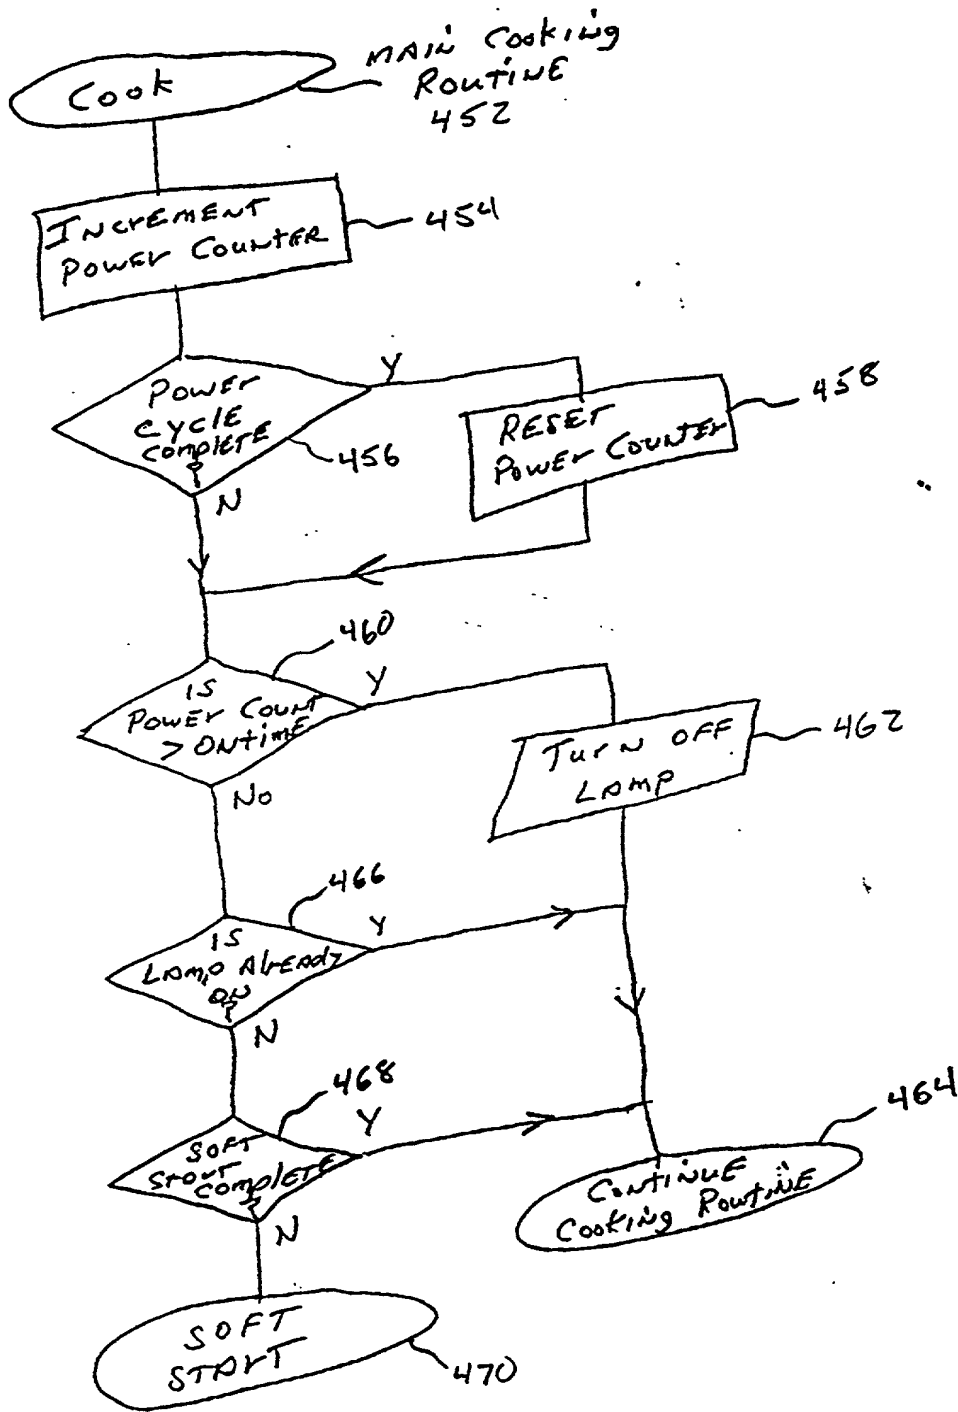 MAIN COOKING
ROUTINE
452
COOK
INCREMENT
POWER COUNTER
454
POWER
CYCLE
COMPLETE
?
456
Y
N
RESET
POWER COUNTER
458
460
IS
POWER COUNT
> ONTIME
Y
No
TURN OFF
LAMP
462
466
IS
LAMP ALREADY
ON
?
Y
N
468
SOFT
START
COMPLETE
?
Y
N
464
CONTINUE
COOKING ROUTINE
SOFT
START
470